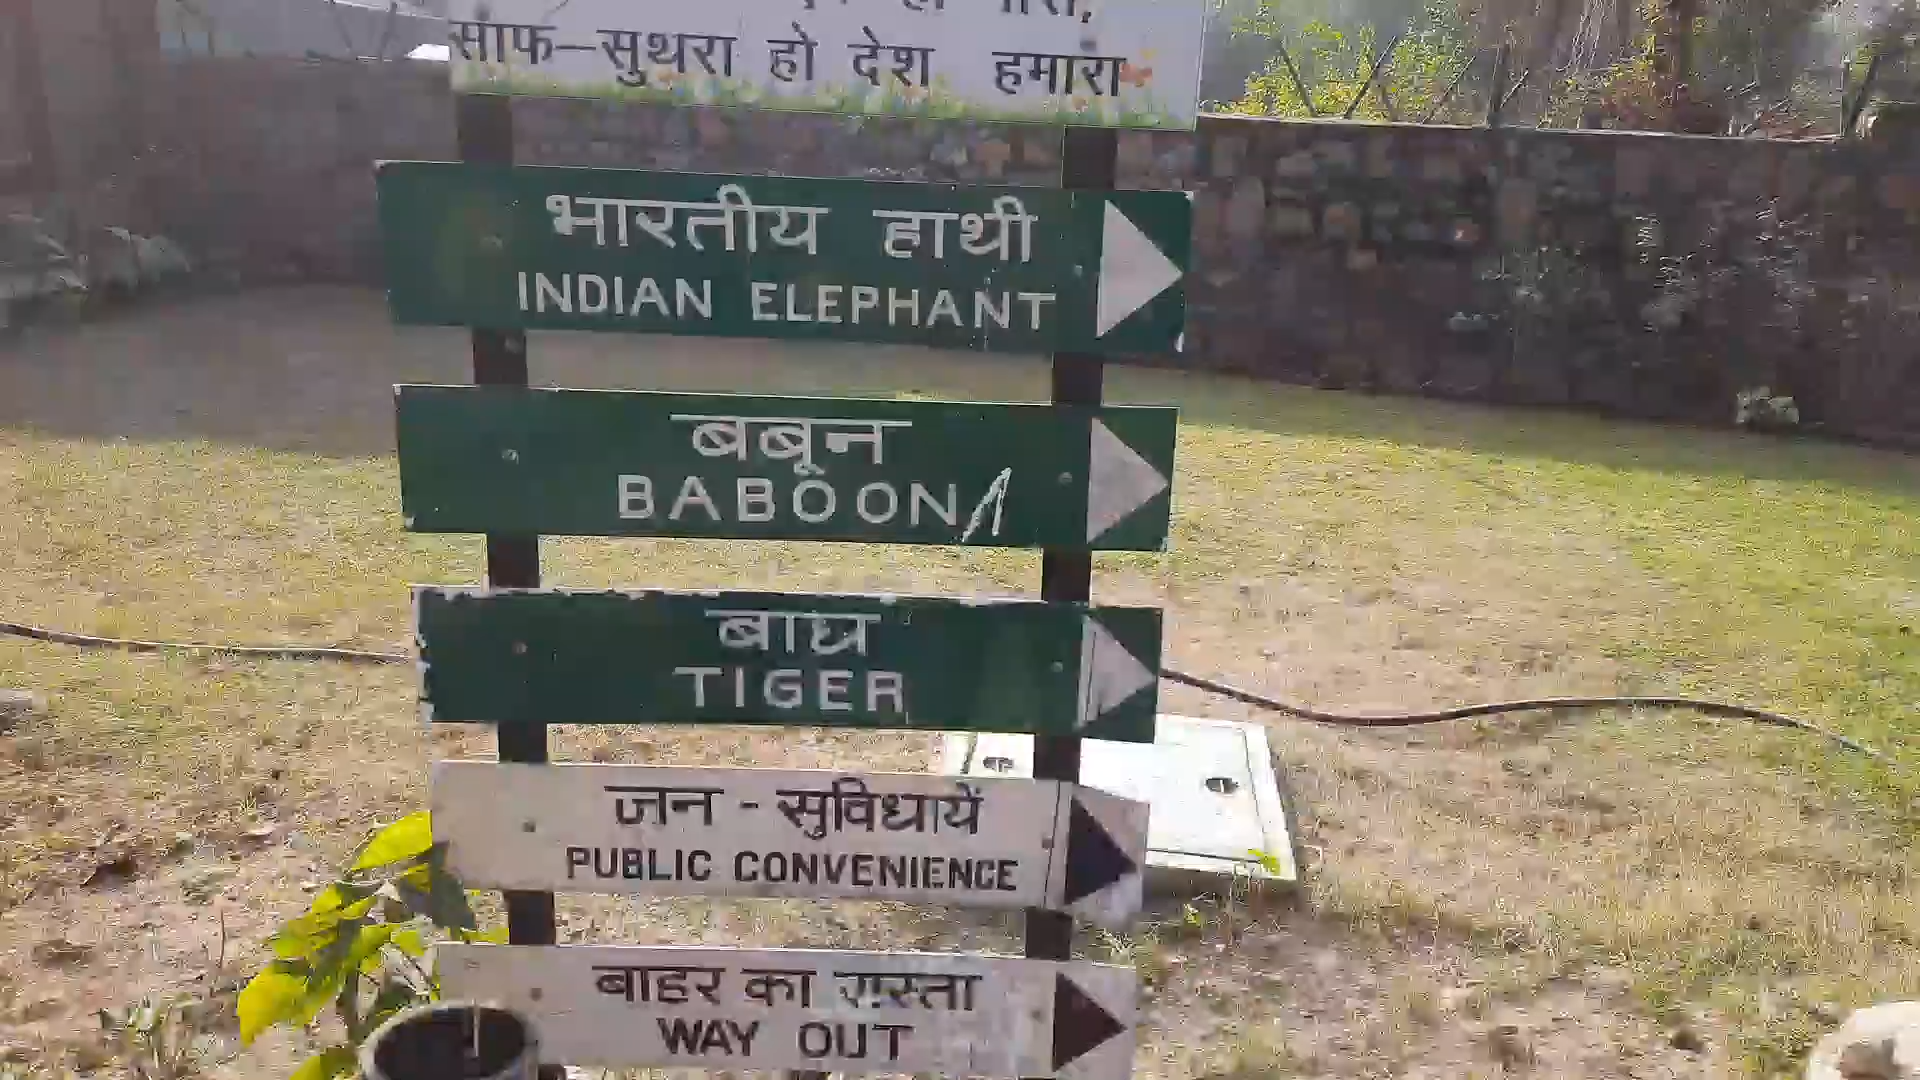 साफ–सुथरा हो देश हमारा
भारतीय हाथी
INDIAN ELEPHANT
बबून
BABOON
बाघ
TIGER
जन - सुविधायें
PUBLIC CONVENIENCE
बाहर का रास्ता
WAY OUT